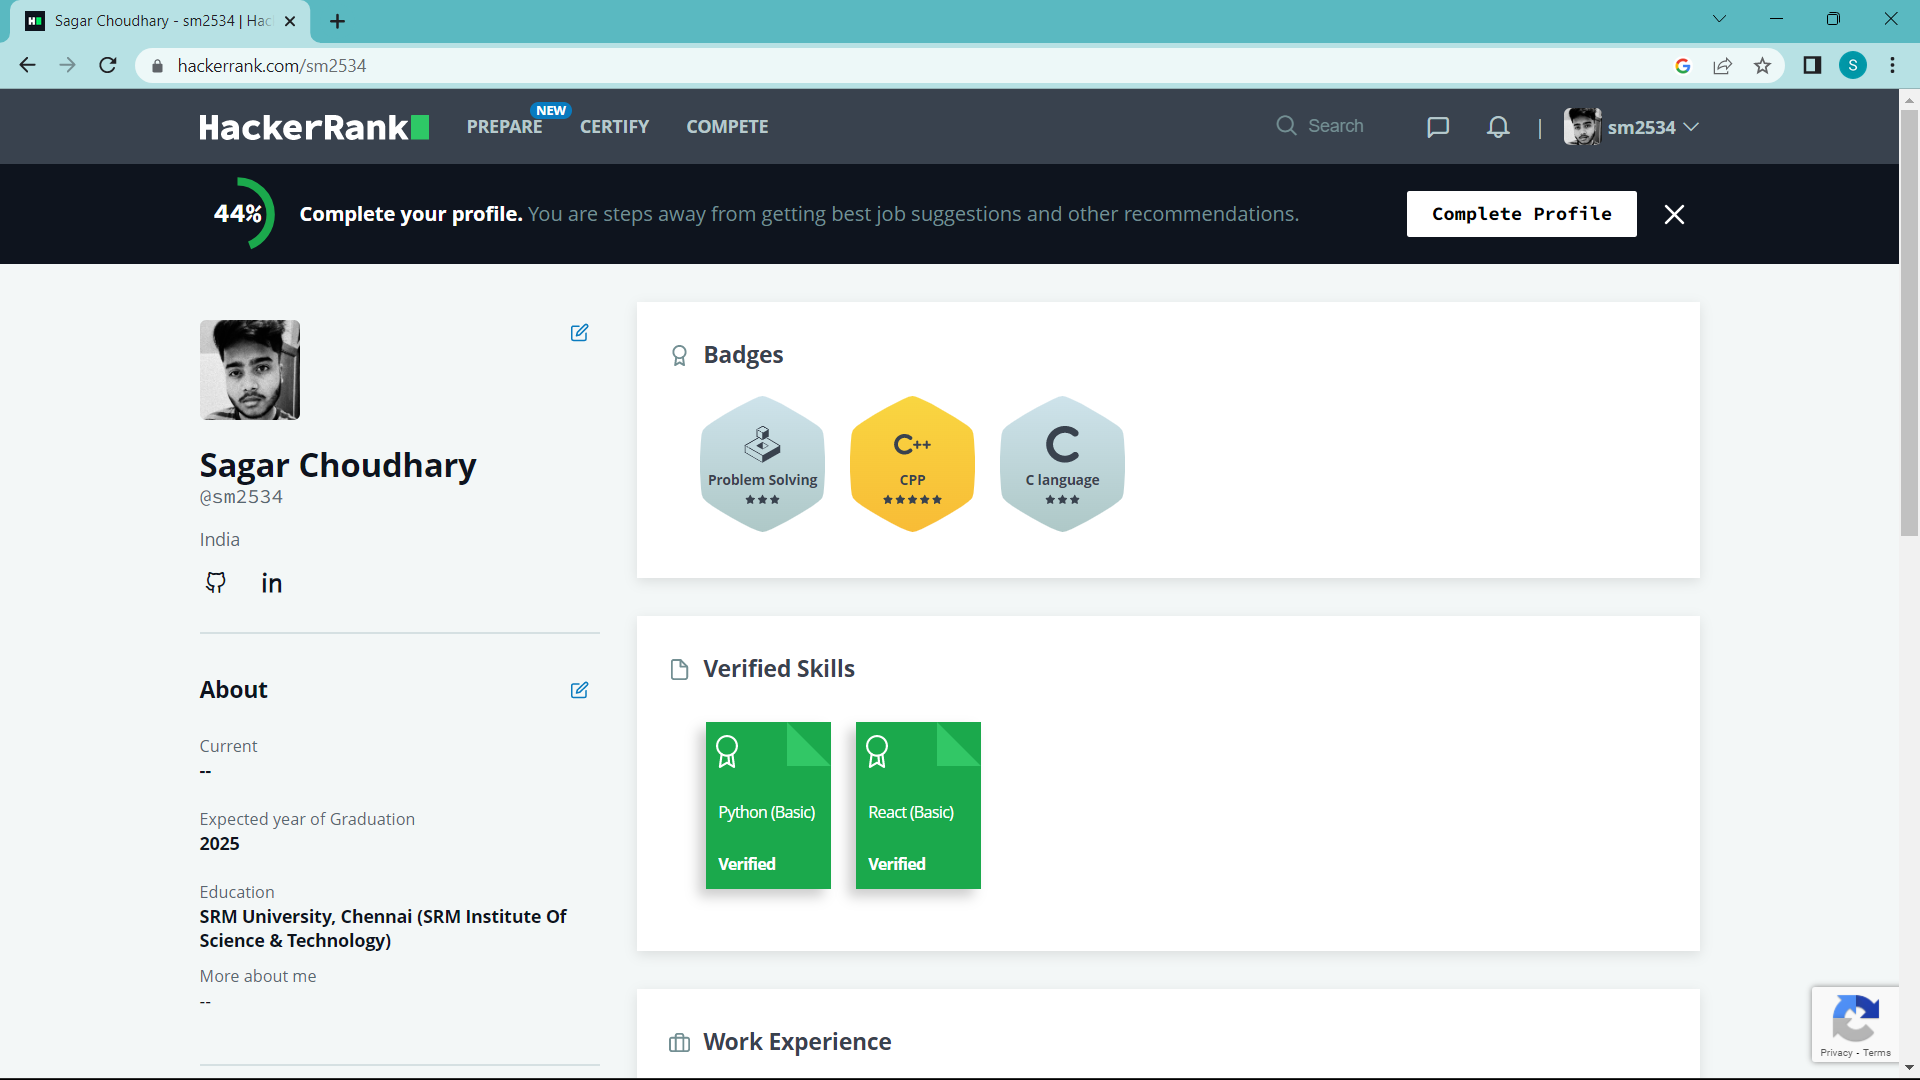 Sagar Choudhary - sm2534 | Hac
hackerrank.com/sm2534
S
HackerRank
PREPARE
NEW
CERTIFY
COMPETE
Search
|
sm2534
44%
Complete your profile. You are steps away from getting best job suggestions and other recommendations.
Complete Profile
Sagar Choudhary
@sm2534
India
in
About
Current
--
Expected year of Graduation
2025
Education
SRM University, Chennai (SRM Institute Of
Science & Technology)
More about me
--
Badges
Problem Solving
C++
CPP
C
C language
Verified Skills
Python (Basic)
Verified
React (Basic)
Verified
Work Experience
Privacy - Terms